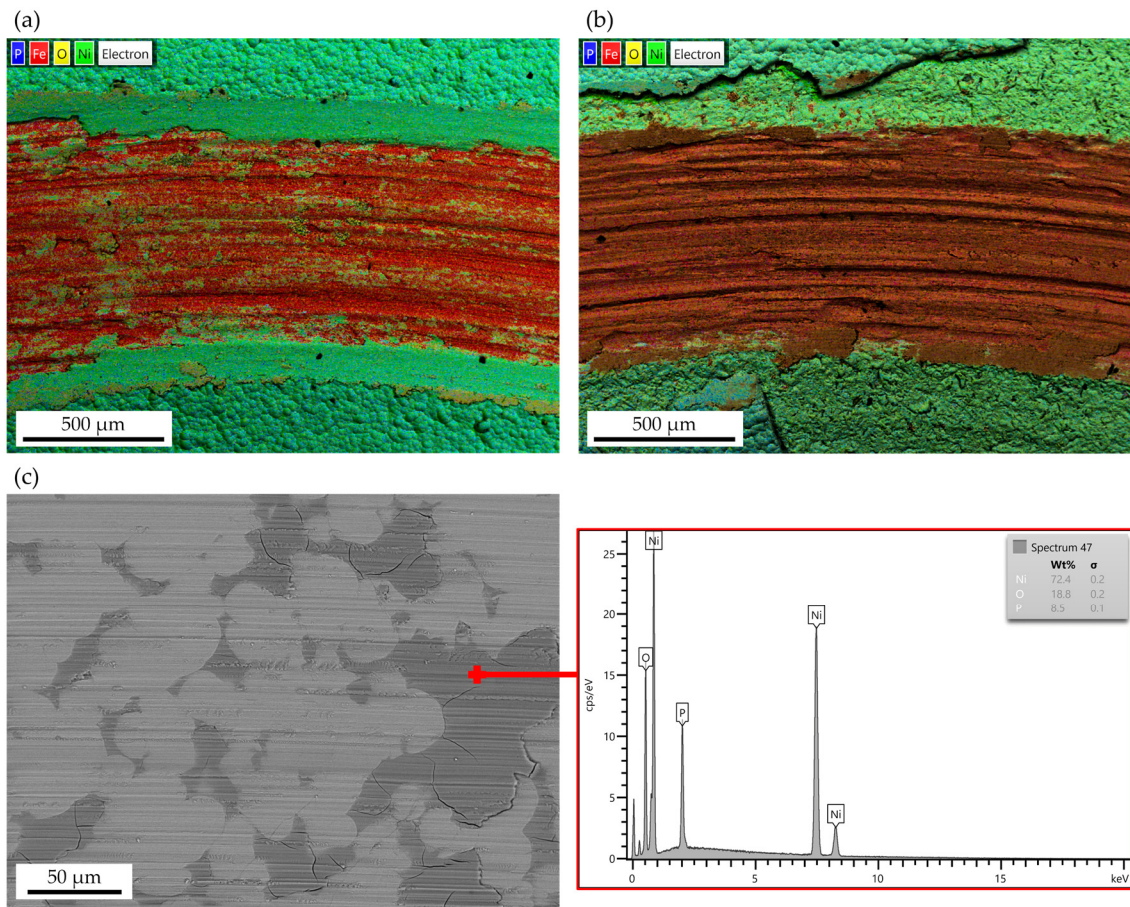 (a)
P Fe O Ni Electron
500 µm
(b)
P Fe O Ni Electron
500 µm
(c)
50 µm
Spectrum 47
Wt% σ
Ni 72.4 0.2
O 18.8 0.2
P 8.5 0.1
Ni
O
P
Ni
Ni
cps/eV
25
20
15
10
5
0
0 5 10 15 keV